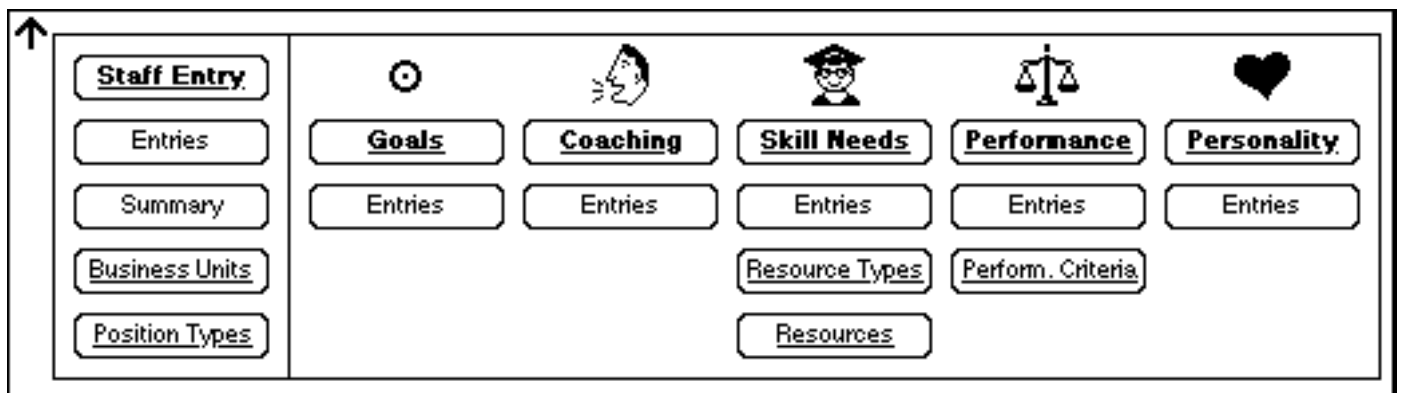 Staff Entry
Entries
Summary
Business Units
Position Types
Goals
Entries
Coaching
Entries
Skill Needs
Entries
Resource Types
Resources
Performance
Entries
Perform. Criteria
Personality
Entries